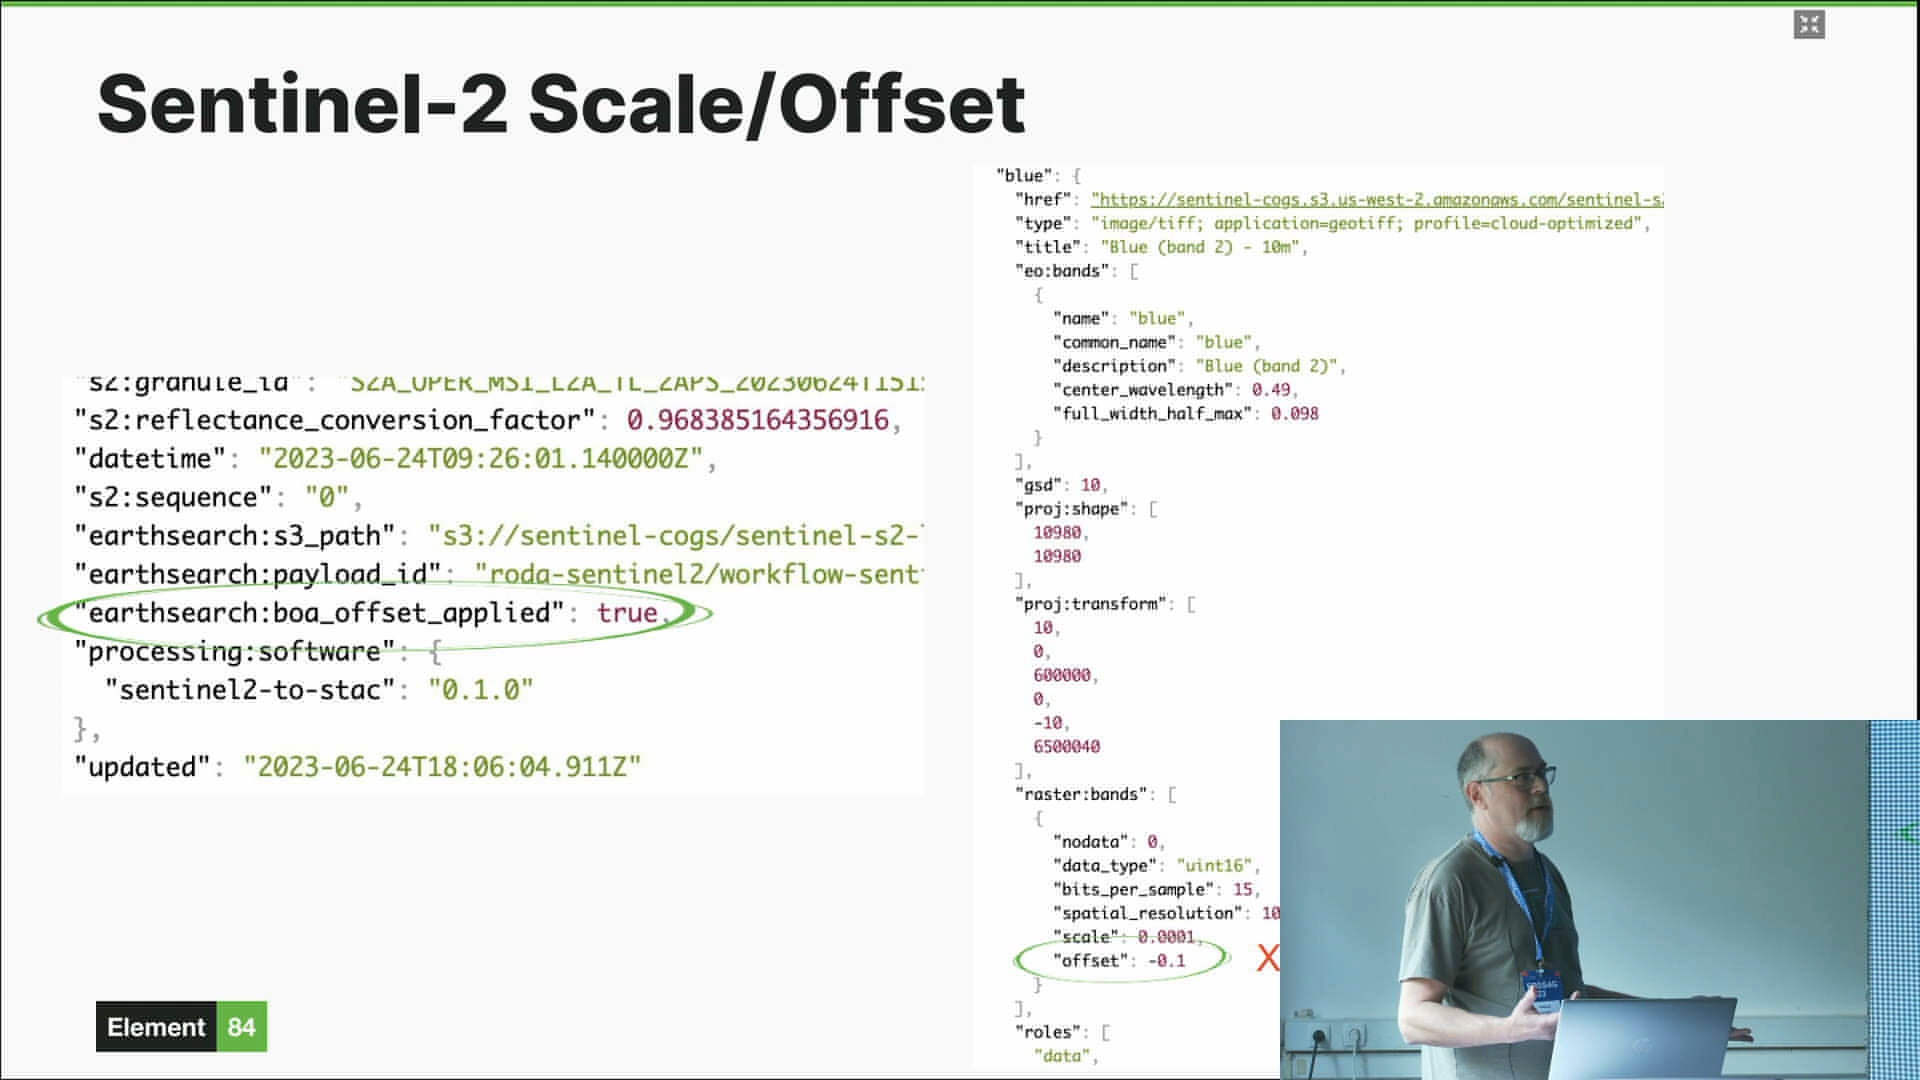 Sentinel-2 Scale/Offset
"s2:granule_id": "S2A_OPER_MSI_L2A_TL_2APS_20230624T151
"s2:reflectance_conversion_factor": 0.968385164356916,
"datetime": "2023-06-24T09:26:01.140000Z",
"s2:sequence": "0",
"earthsearch:s3_path": "s3://sentinel-cogs/sentinel-s2-
"earthsearch:payload_id": "roda-sentinel2/workflow-sent
"earthsearch:boa_offset_applied": true,
"processing:software": {
"sentinel2-to-stac": "0.1.0"
},
"updated": "2023-06-24T18:06:04.911Z"
"blue": {
"href": "https://sentinel-cogs.s3.us-west-2.amazonaws.com/sentinel-s2
"type": "image/tiff; application=geotiff; profile=cloud-optimized",
"title": "Blue (band 2) - 10m",
"eo:bands": [
{
"name": "blue",
"common_name": "blue",
"description": "Blue (band 2)",
"center_wavelength": 0.49,
"full_width_half_max": 0.098
}
],
"gsd": 10,
"proj:shape": [
10980,
10980
],
"proj:transform": [
10,
0,
600000,
0,
-10,
6500040
],
"raster:bands": [
{
"nodata": 0,
"data_type": "uint16",
"bits_per_sample": 15,
"spatial_resolution": 10
"scale": 0.0001,
"offset": -0.1
X
}
],
"roles": [
"data",
Element 84